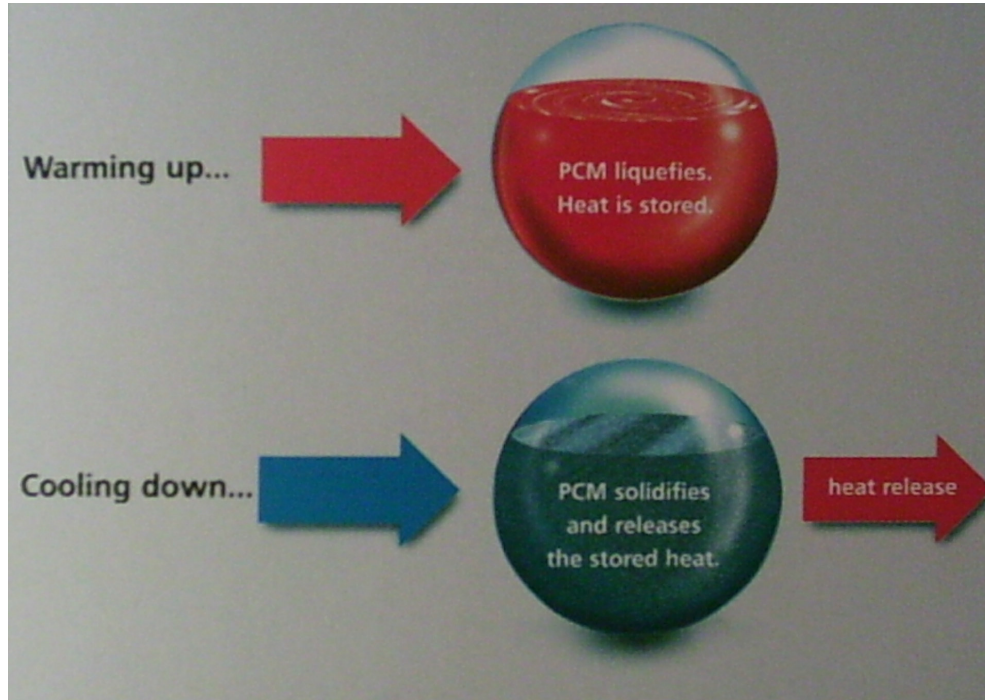 Warming up...
PCM liquefies.
Heat is stored.
Cooling down...
PCM solidifies
and releases
the stored heat.
heat release